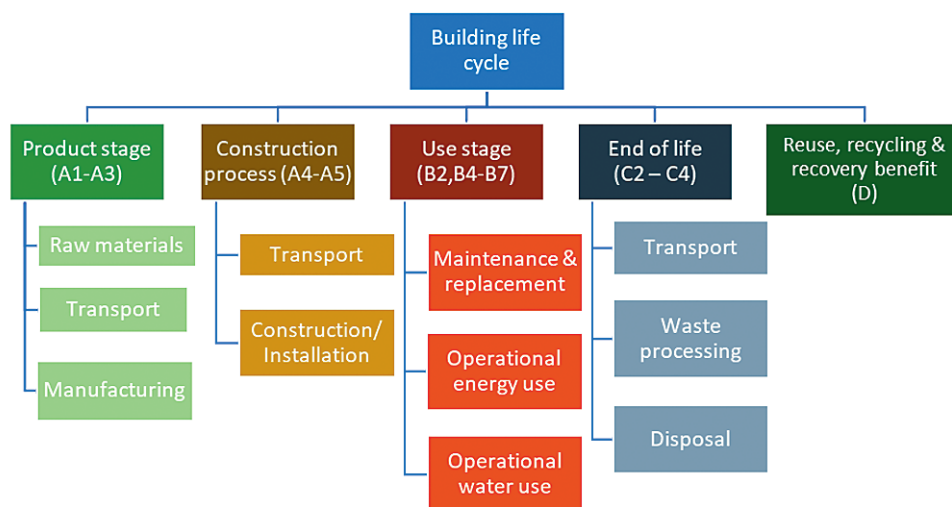 Building life
cycle
Product stage
(A1-A3)
Construction
process (A4-A5)
Use stage
(B2,B4-B7)
End of life
(C2 – C4)
Reuse, recycling &
recovery benefit
(D)
Raw materials
Transport
Manufacturing
Transport
Construction/
Installation
Maintenance &
replacement
Operational
energy use
Operational
water use
Transport
Waste
processing
Disposal